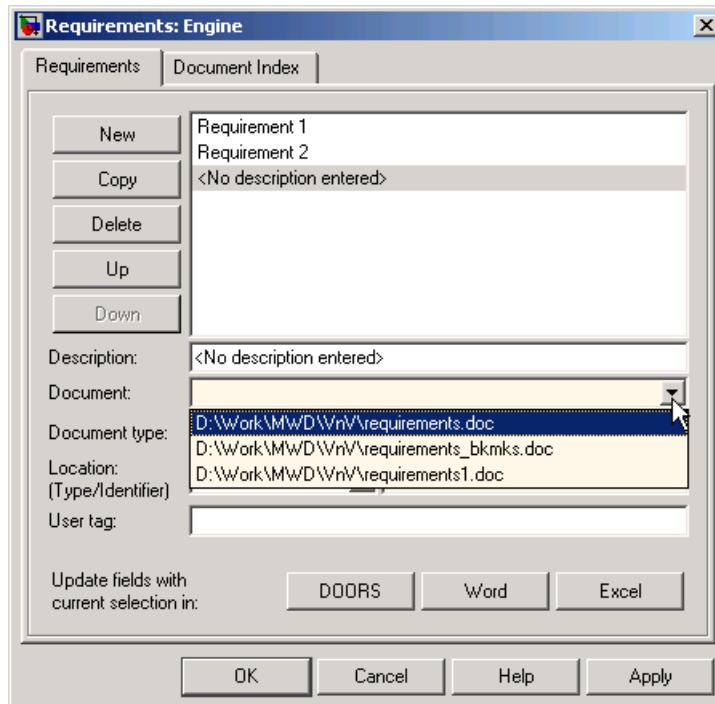 Requirements: Engine
Requirements
Document Index
New
Requirement 1
Requirement 2
Copy
<No description entered>
Delete
Up
Down
Description:
<No description entered>
Document:
D:\Work\MWD\VnV\requirements.doc
Document type:
D:\Work\MWD\VnV\requirements_bkmks.doc
Location:
D:\Work\MWD\VnV\requirements1.doc
(Type/Identifier)
User tag:
Update fields with
current selection in:
DOORS
Word
Excel
OK
Cancel
Help
Apply